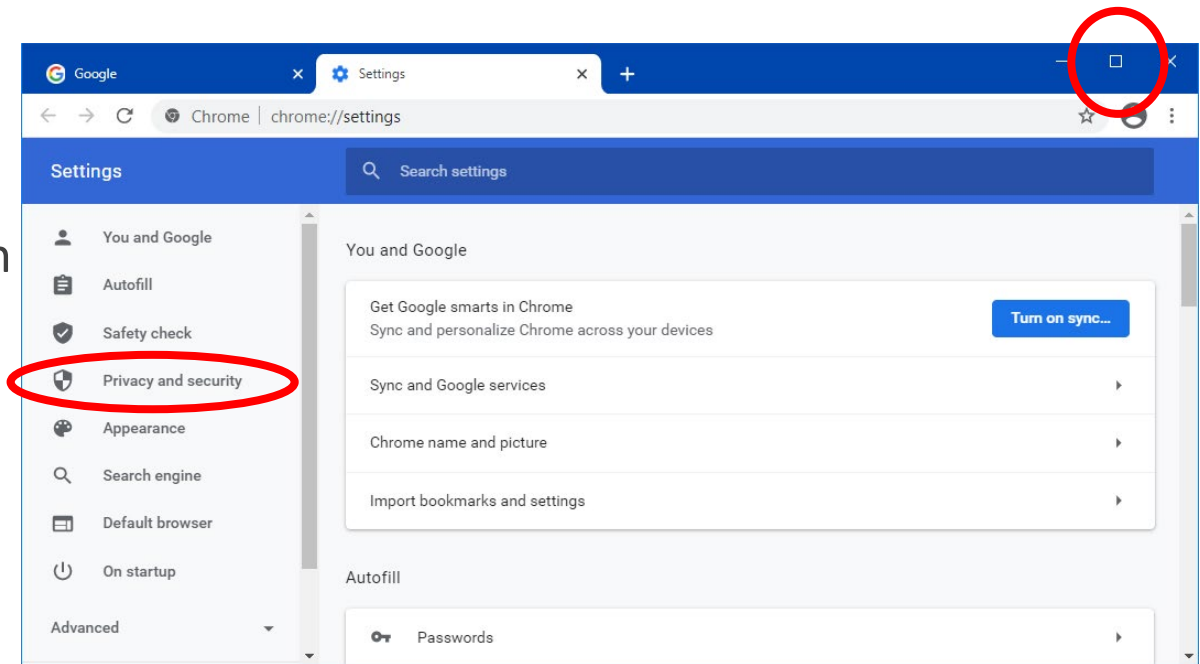 Google
Settings
Chrome
chrome://settings
Settings
Search settings
n
You and Google
Autofill
Safety check
Privacy and security
Appearance
Search engine
Default browser
On startup
Advanced
You and Google
Get Google smarts in Chrome
Sync and personalize Chrome across your devices
Turn on sync...
Sync and Google services
Chrome name and picture
Import bookmarks and settings
Autofill
Passwords